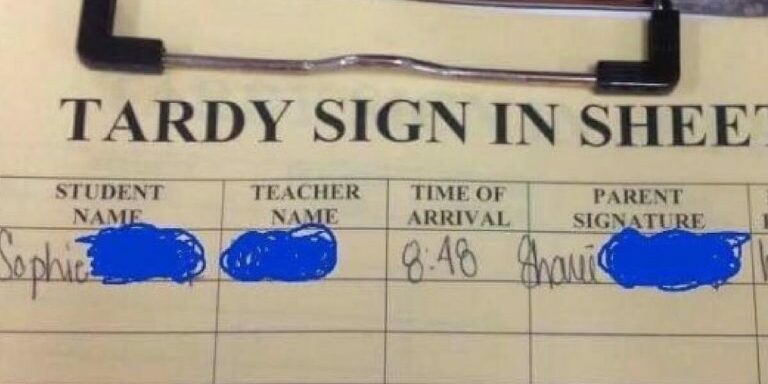 TARDY SIGN IN SHEET
STUDENT
NAME
TEACHER
NAME
TIME OF
ARRIVAL
PARENT
SIGNATURE
Sophie
8:48